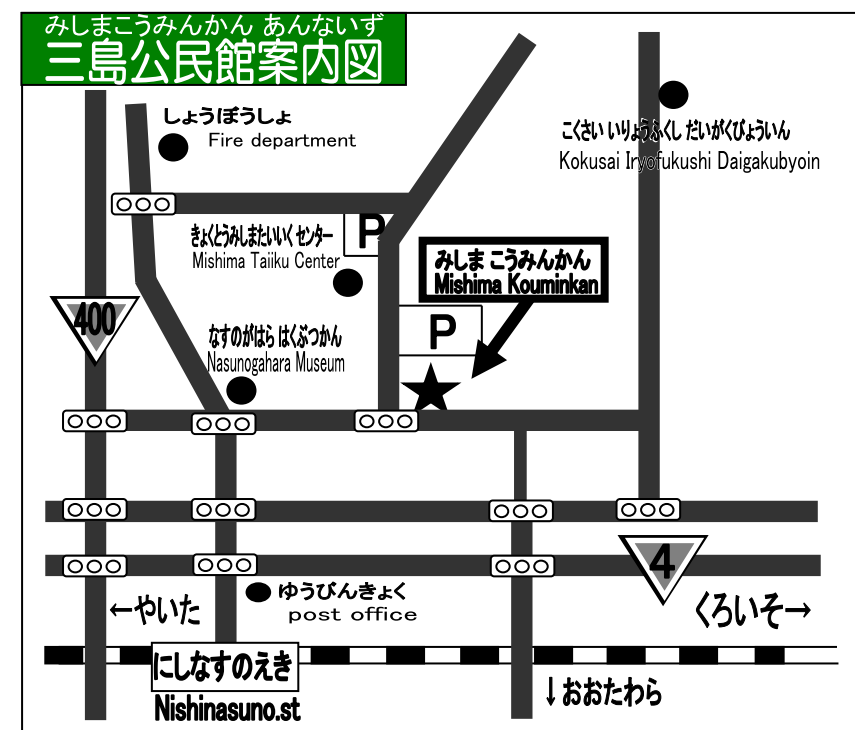 みしまこうみんかん あんないず
三島公民館案内図
しょうぼうしょ
Fire department
こくさい いりょうふくし だいがくびょういん
Kokusai Iryofukushi Daigakubyoin
P
きょくとうみしまたいいく センター
Mishima Taiiku Center
みしま こうみんかん
Mishima Kouminkan
400
P
なすのがはら はくぶつかん
Nasunogahara Museum
4
ゆうびんきょく
post office
←やいた
くろいそ→
にしなすのえき
Nishinasuno.st
↓おおたわら